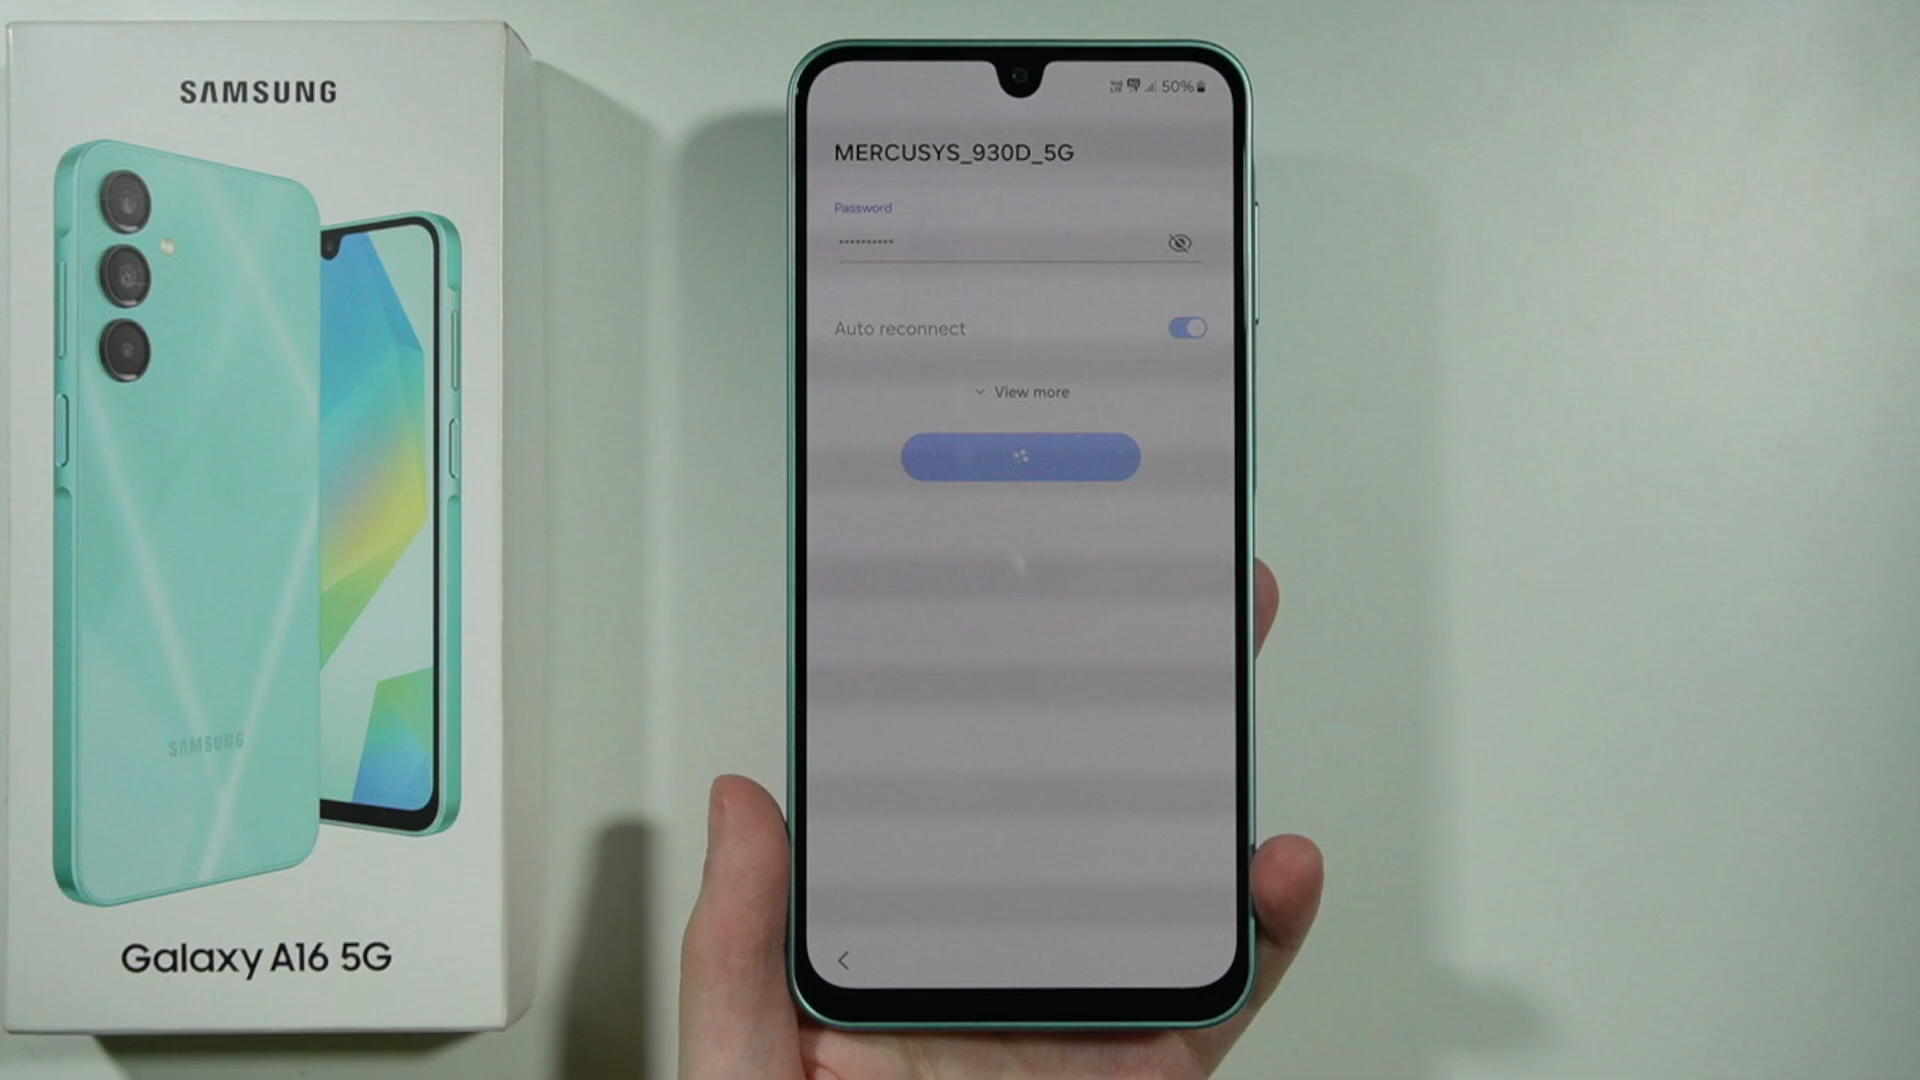 SAMSUNG
SAMSUNG
Galaxy A16 5G
50%
MERCUSYS_930D_5G
Password
••••••••••
Auto reconnect
View more